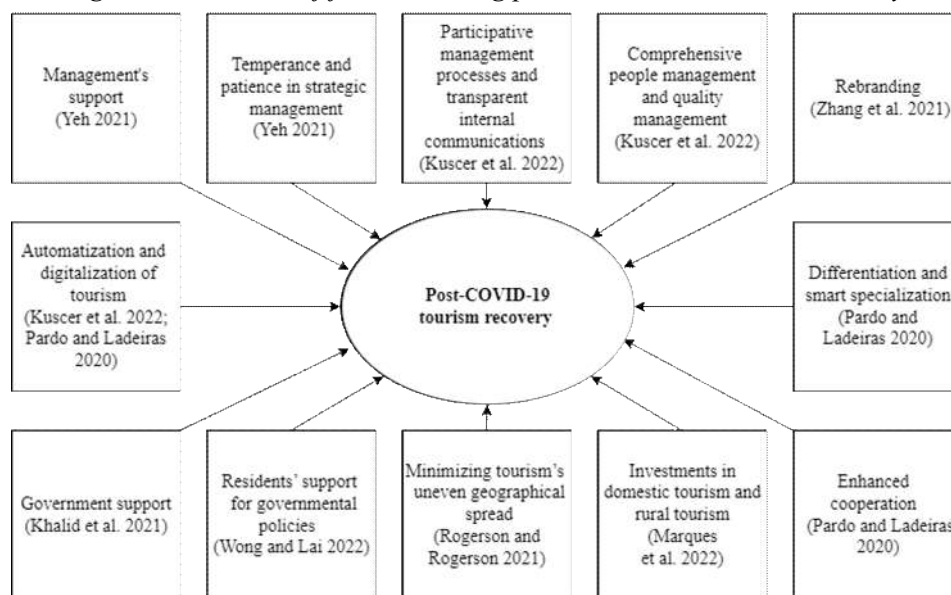 Management's
support
(Yeh 2021)
Temperance and
patience in strategic
management
(Yeh 2021)
Participative
management
processes and
transparent
internal
communications
(Kuscer et al. 2022)
Comprehensive
people management
and quality
management
(Kuscer et al. 2022)
Rebranding
(Zhang et al. 2021)
Automatization and
digitalization of
tourism
(Kuscer et al. 2022;
Pardo and Ladeiras
2020)
Post-COVID-19
tourism recovery
Differentiation and
smart specialization
(Pardo and
Ladeiras 2020)
Government support
(Khalid et al. 2021)
Residents' support
for governmental
policies
(Wong and Lai 2022)
Minimizing tourism's
uneven geographical
spread
(Rogerson and
Rogerson 2021)
Investments in
domestic tourism and
rural tourism
(Marques
et al. 2022)
Enhanced
cooperation
(Pardo and Ladeiras
2020)